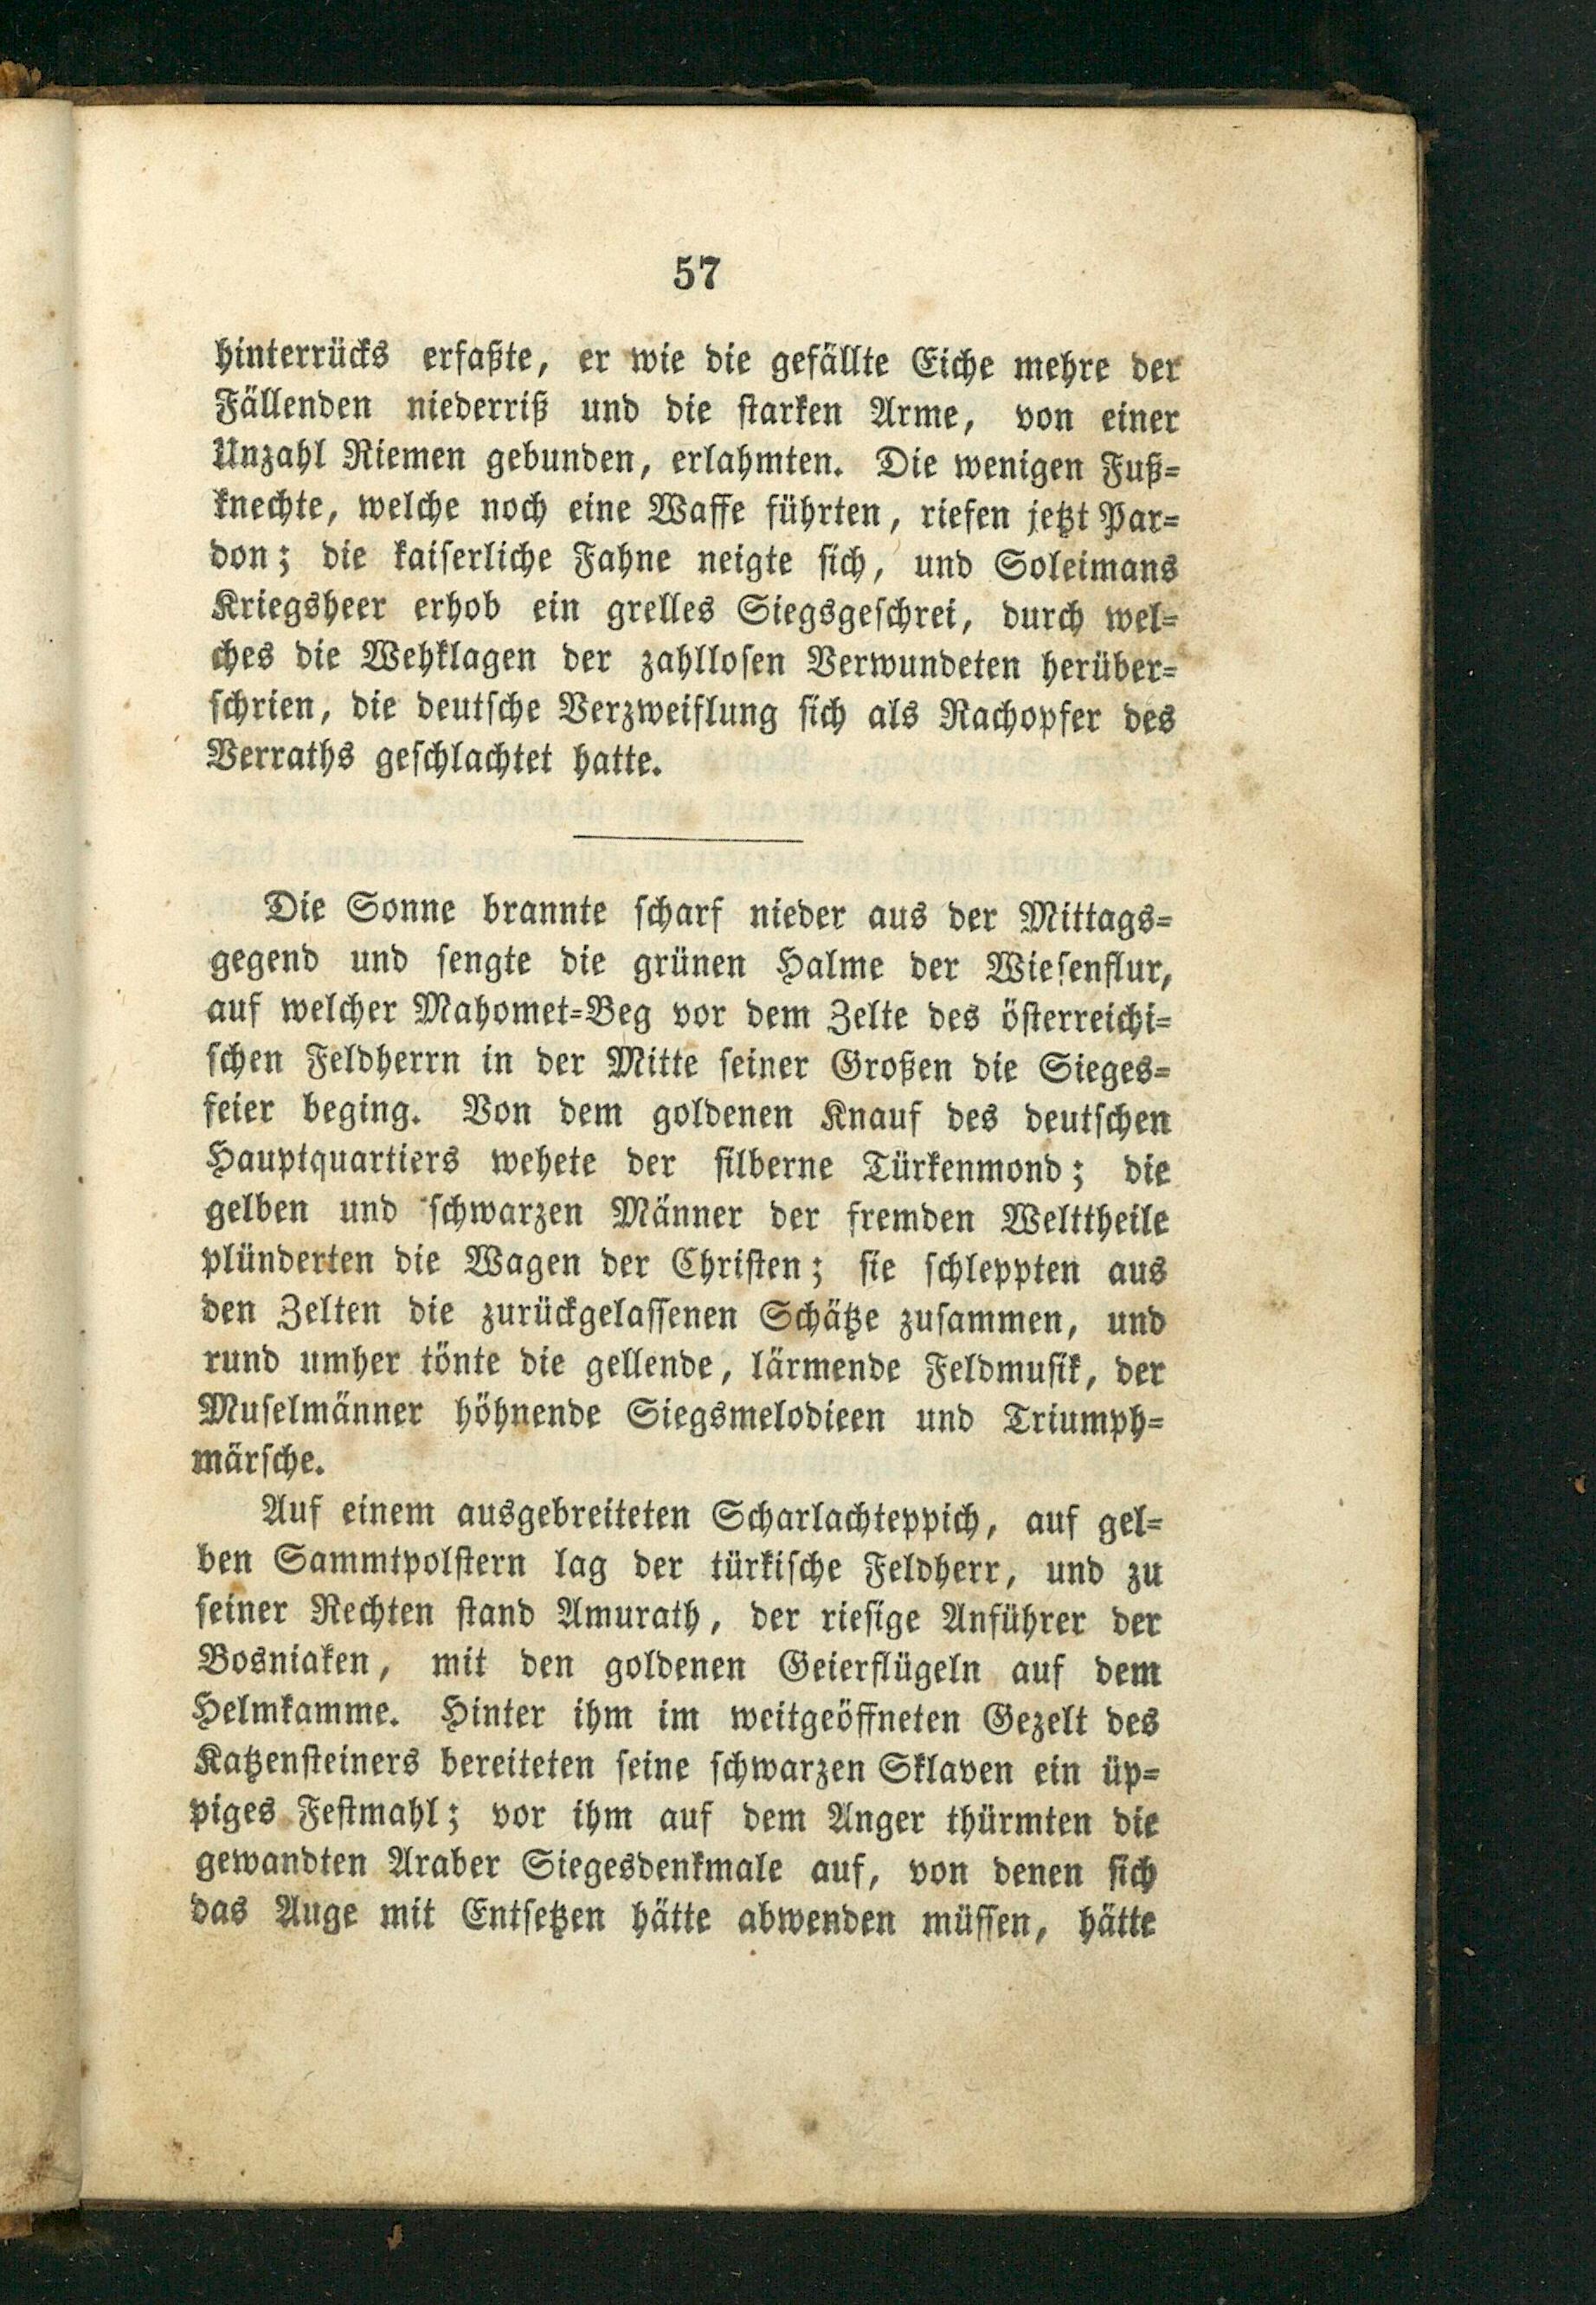 57
hinterrücks erfaßte, er wie die gefällte Eiche mehre der
Fällenden niederriß und die starken Arme, von einer
Unzahl Riemen gebunden, erlahmten. Die wenigen Fuß=
knechte, welche noch eine Waffe führten, riefen jetzt Par=
don; die kaiserliche Fahne neigte sich, und Soleimans
Kriegsheer erhob ein grelles Siegsgeschrei, durch wel=
ches die Wehklagen der zahllosen Verwundeten herüber=
schrien, die deutsche Verzweiflung sich als Rachopfer des
Verraths geschlachtet hatte.
Die Sonne brannte scharf nieder aus der Mittags=
gegend und sengte die grünen Halme der Wiesenflur,
auf welcher Mahomet=Beg vor dem Zelte des österreichi=
schen Feldherrn in der Mitte seiner Großen die Sieges=
feier beging. Von dem goldenen Knauf des deutschen
Hauptquartiers wehete der silberne Türkenmond; die
gelben und schwarzen Männer der fremden Welttheile
plünderten die Wagen der Christen; sie schleppten aus
den Zelten die zurückgelassenen Schätze zusammen, und
rund umher tönte die gellende, lärmende Feldmusik, der
Muselmänner höhnende Siegsmelodieen und Triumph=
märsche.
Auf einem ausgebreiteten Scharlachteppich, auf gel=
ben Sammtpolstern lag der türkische Feldherr, und zu
seiner Rechten stand Amurath, der riesige Anführer der
Bosniaken, mit den goldenen Geierflügeln auf dem
Helmkamme. Hinter ihm im weitgeöffneten Gezelt des
Katzensteiners bereiteten seine schwarzen Sklaven ein üp=
piges Festmahl; vor ihm auf dem Anger thürmten die
gewandten Araber Siegesdenkmale auf, von denen sich
das Auge mit Entsetzen hätte abwenden müssen, hätte